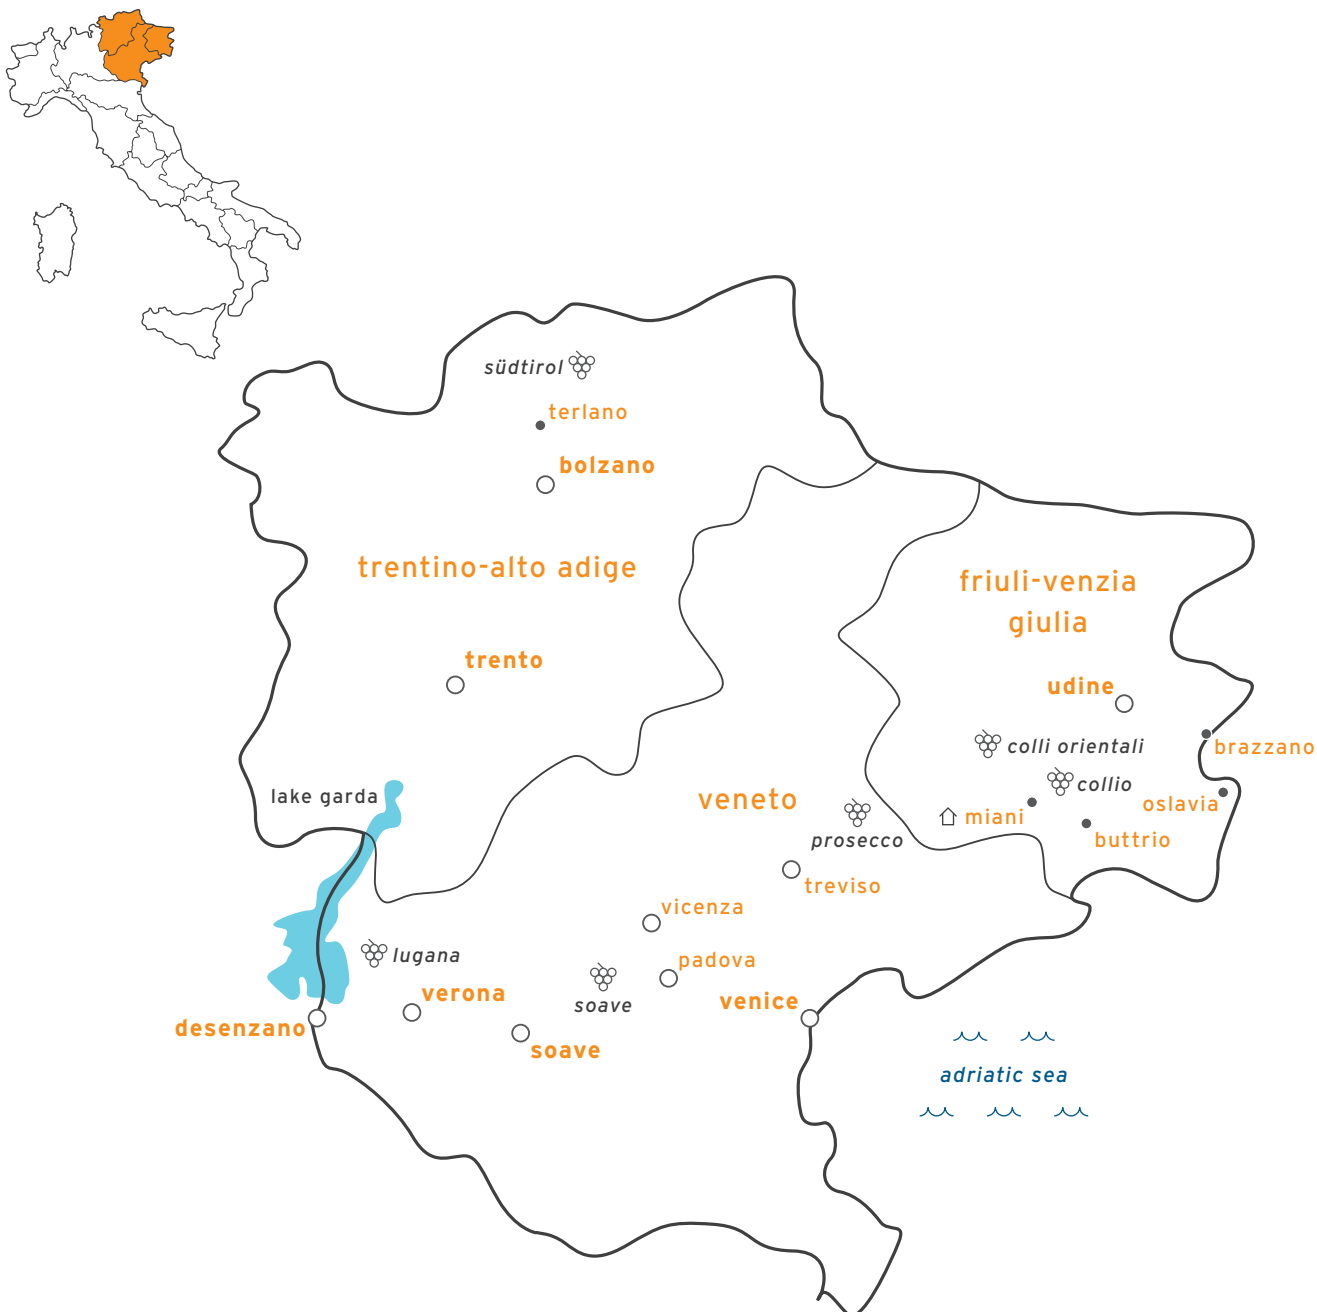 südtirol
terlano
bolzano
trentino-alto adige
friuli-venzia
giulia
trento
udine
colli orientali
brazzano
collio
lake garda
veneto
oslavia
miani
prosecco
buttrio
treviso
vicenza
lugana
padova
verona
soave
venice
desenzano
soave
adriatic sea